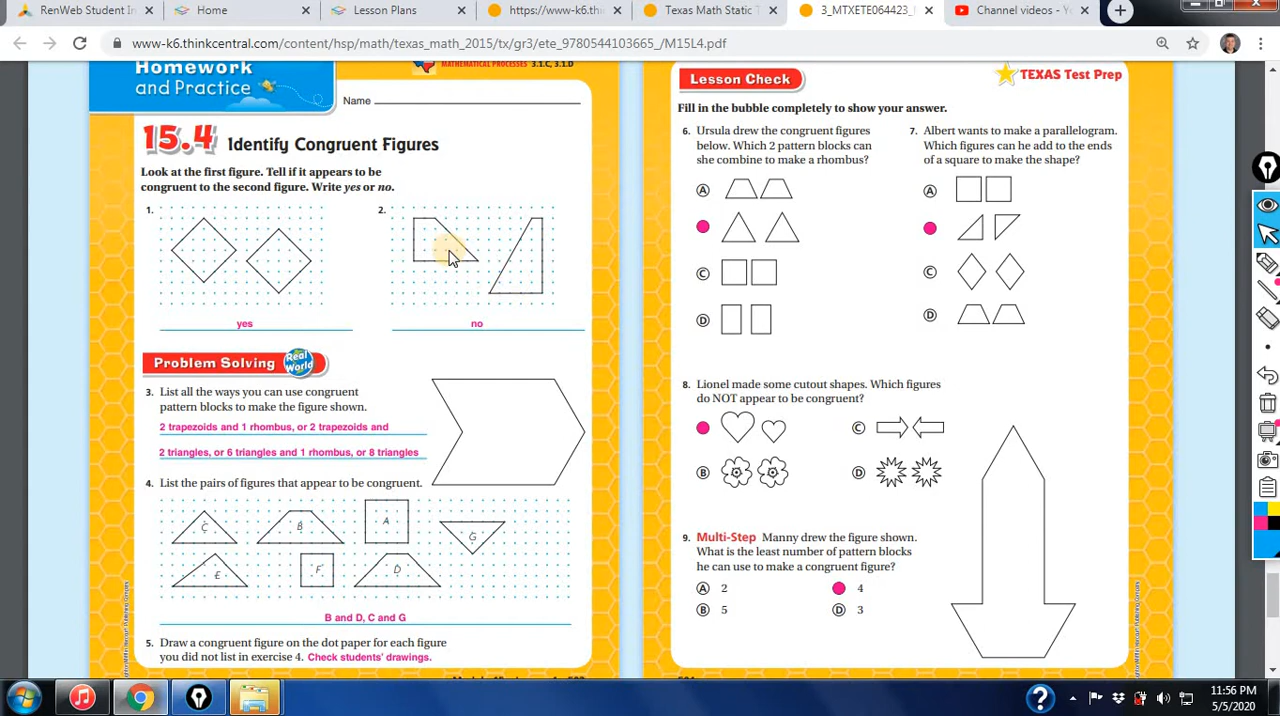 RenWeb Student In
Home
Lesson Plans
https://www-k6.thi
Texas Math Static T
3_MTXETE064423_
Channel videos - Yo
www-k6.thinkcentral.com/content/hsp/math/texas_math_2015/tx/gr3/ete_9780544103665_/M15L4.pdf
Homework
and Practice
MATHEMATICAL PROCESSES 3.1.C, 3.1.D
Name
15.4 Identify Congruent Figures
Look at the first figure. Tell if it appears to be
congruent to the second figure. Write yes or no.
1.
2.
yes
no
Problem Solving Real World
3. List all the ways you can use congruent
pattern blocks to make the figure shown.
2 trapezoids and 1 rhombus, or 2 trapezoids and
2 triangles, or 6 triangles and 1 rhombus, or 8 triangles
4. List the pairs of figures that appear to be congruent.
C
B
A
G
E
F
D
B and D, C and G
5. Draw a congruent figure on the dot paper for each figure
you did not list in exercise 4. Check students' drawings.
Lesson Check
TEXAS Test Prep
Fill in the bubble completely to show your answer.
6. Ursula drew the congruent figures
below. Which 2 pattern blocks can
she combine to make a rhombus?
A
C
D
7. Albert wants to make a parallelogram.
Which figures can he add to the ends
of a square to make the shape?
A
C
D
8. Lionel made some cutout shapes. Which figures
do NOT appear to be congruent?
C
B
D
9. Multi-Step Manny drew the figure shown.
What is the least number of pattern blocks
he can use to make a congruent figure?
A 2
4
B 5
D 3
11:56 PM
5/5/2020